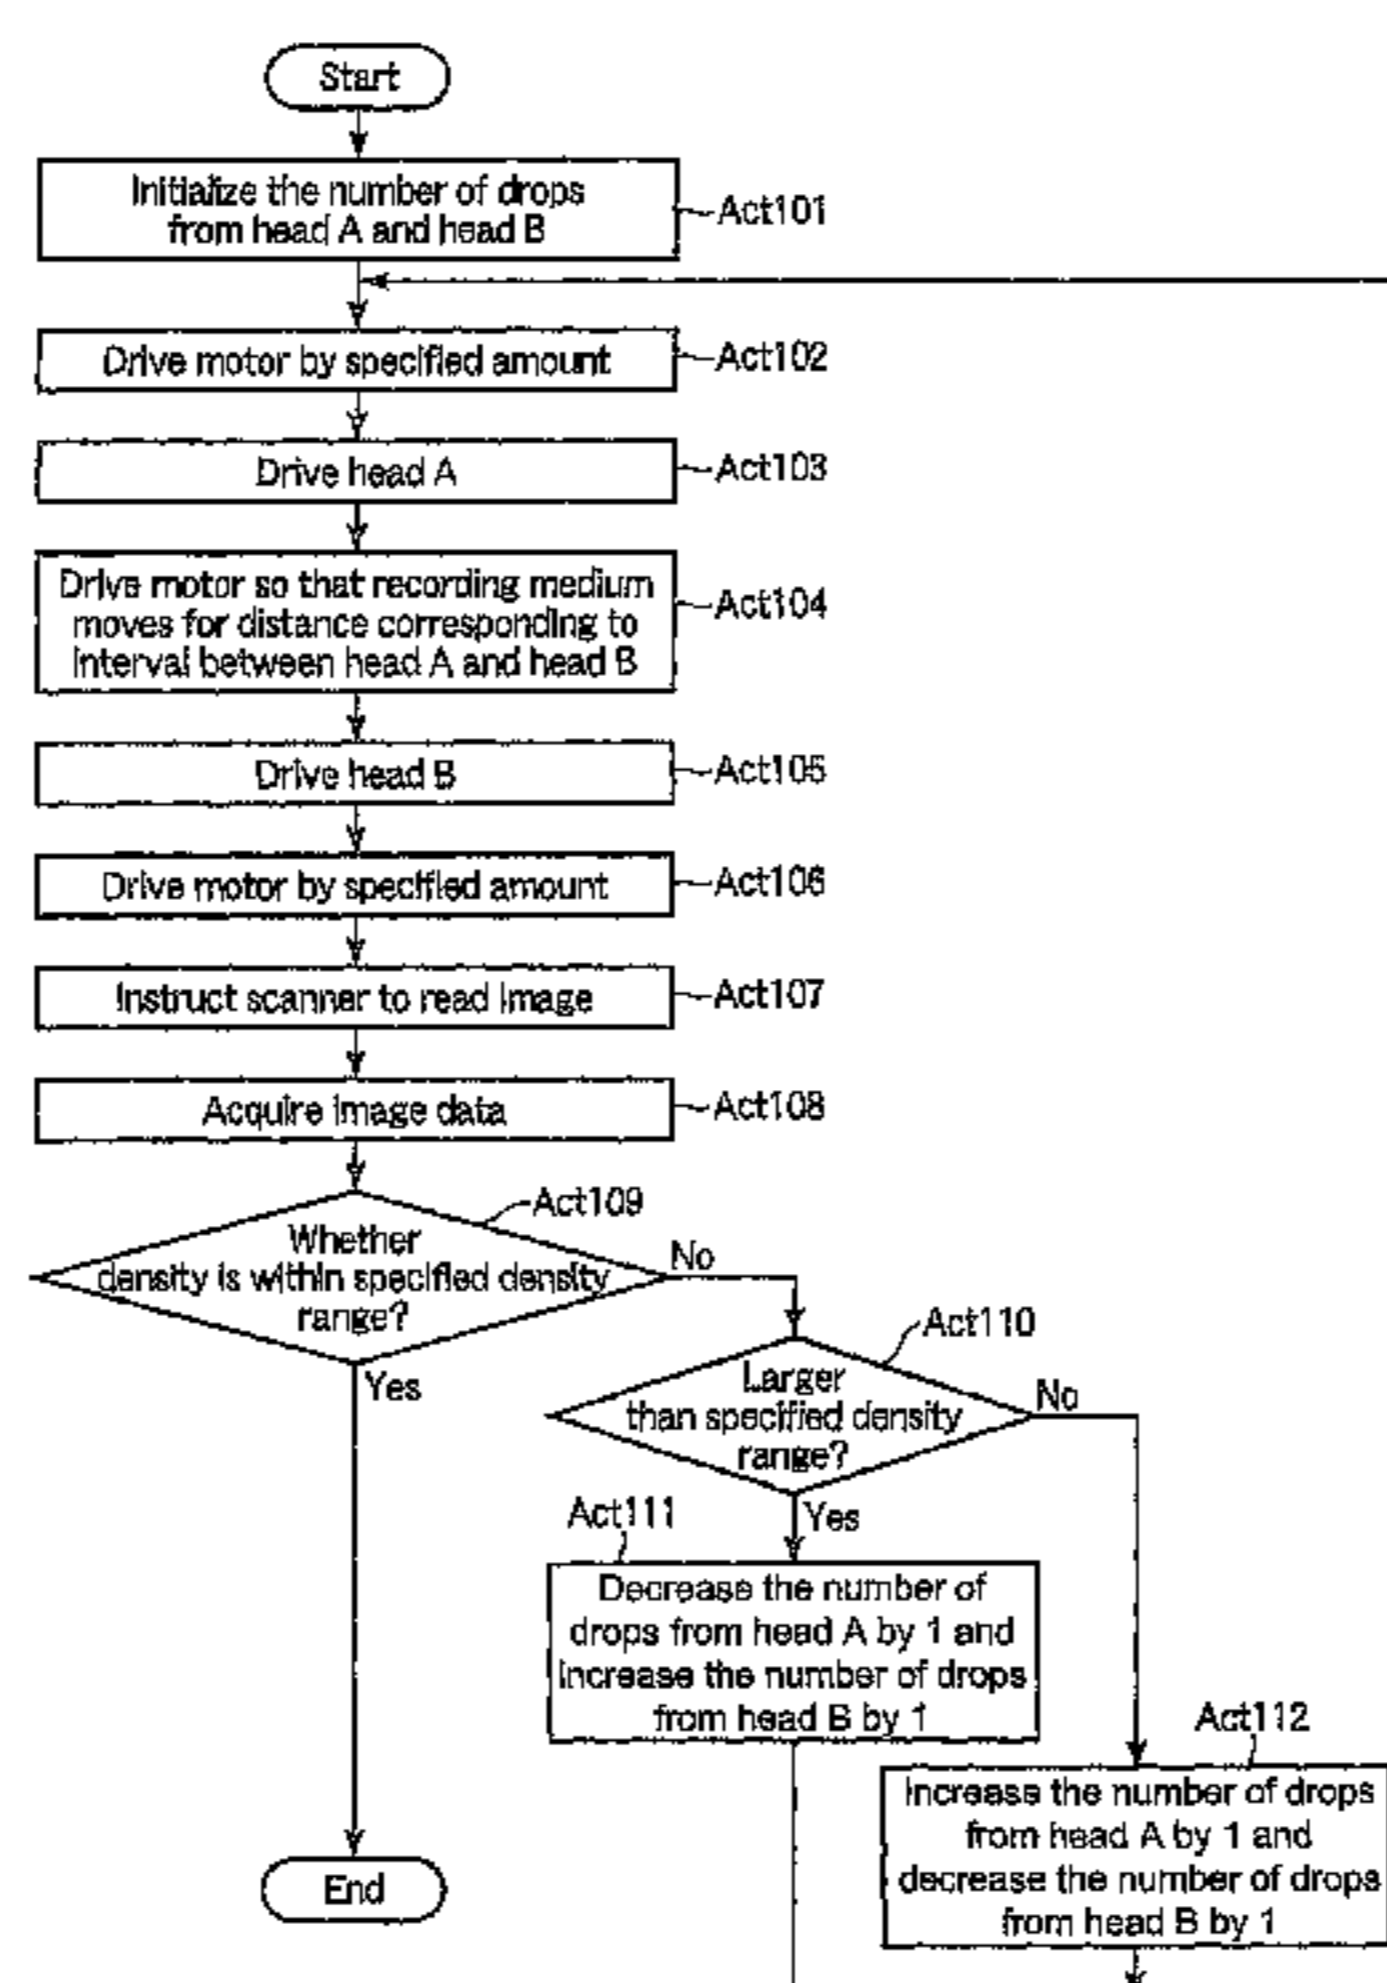 Start
Initialize the number of drops
from head A and head B
Act101
Drive motor by specified amount
Act102
Drive head A
Act103
Drive motor so that recording medium
moves for distance corresponding to
interval between head A and head B
Act104
Drive head B
Act105
Drive motor by specified amount
Act106
Instruct scanner to read image
Act107
Acquire image data
Act108
Act109
Whether
density is within specified density
range?
No
Yes
Act110
Larger
than specified density
range?
No
Yes
Act111
Decrease the number of
drops from head A by 1 and
increase the number of drops
from head B by 1
Act112
Increase the number of drops
from head A by 1 and
decrease the number of drops
from head B by 1
End